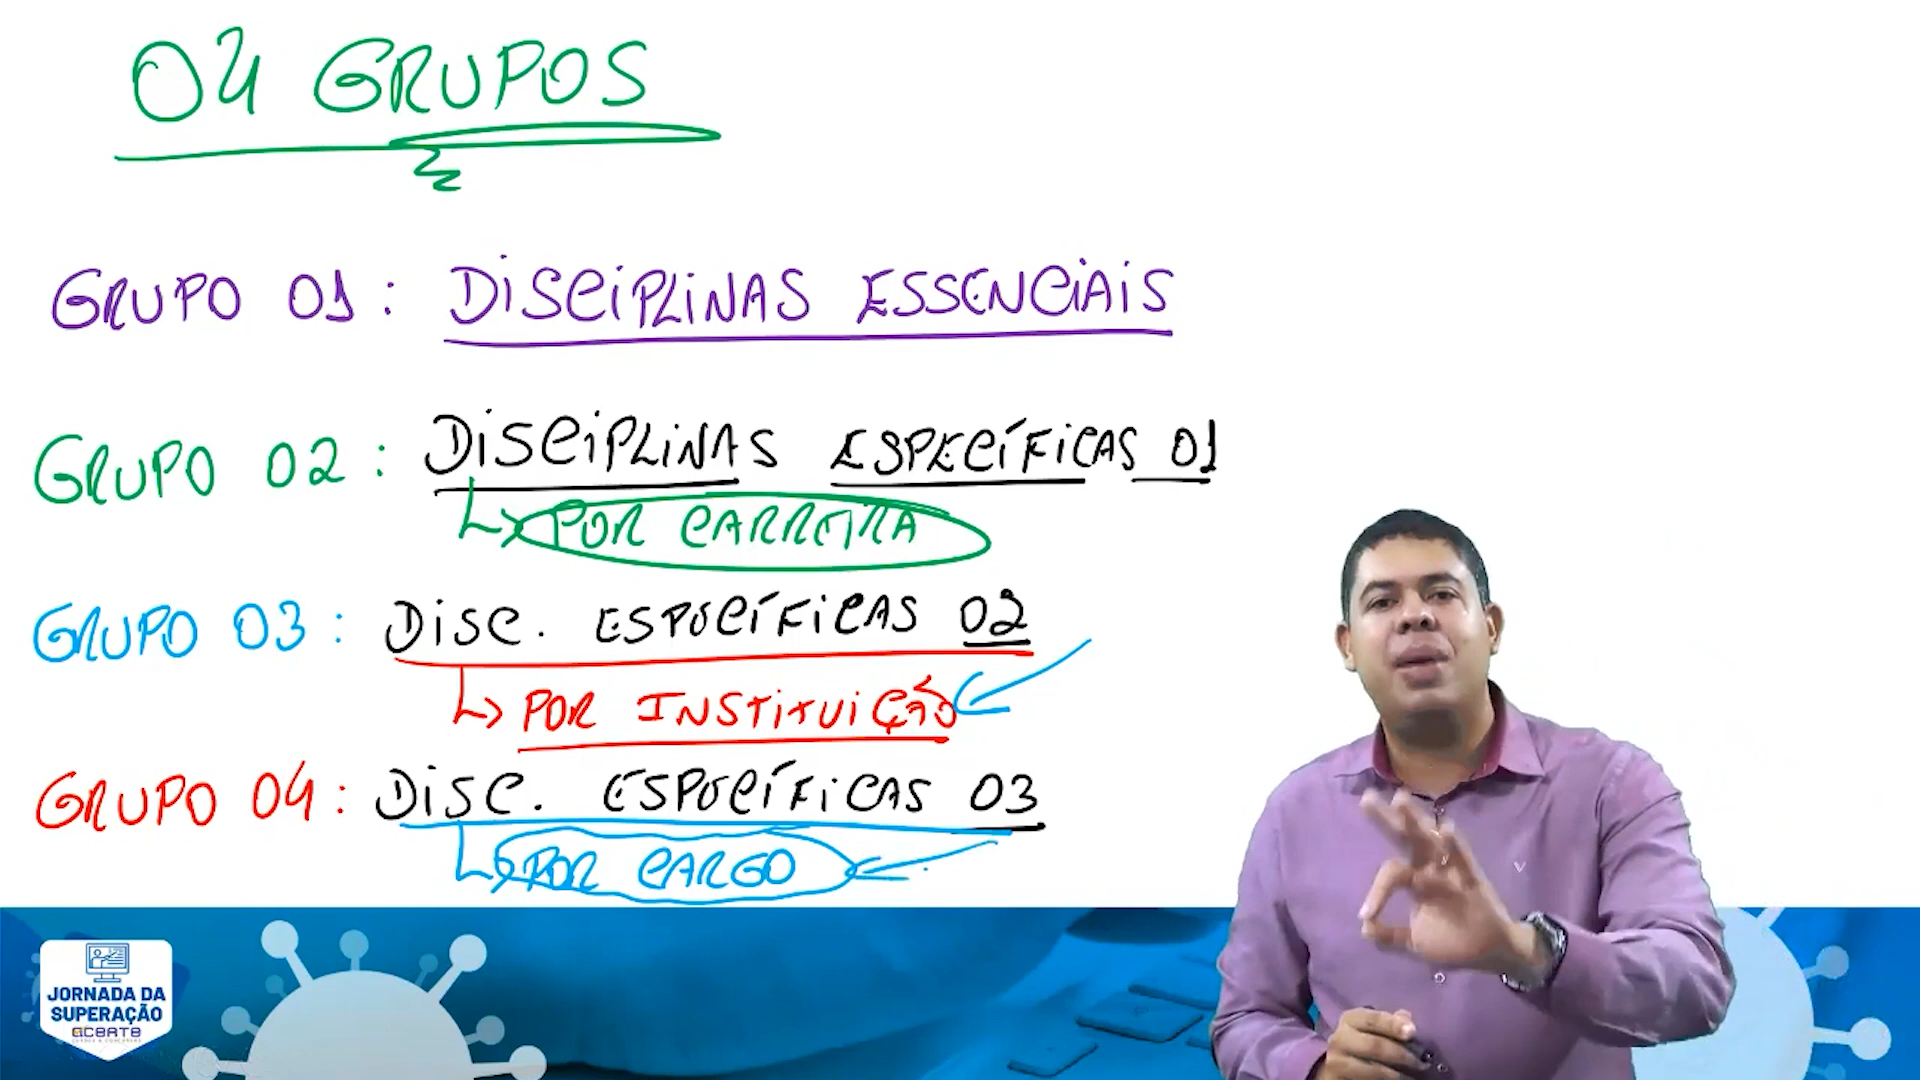 04 GRUPOS
GRUPO 01: DISCIPLINAS ESSENCIAIS
GRUPO 02: DISCIPLINAS ESPECÍFICAS 01
POR CARREIRA
GRUPO 03: DISC. ESPECÍFICAS 02
POR INSTITUIÇÃO
GRUPO 04: DISC. ESPECÍFICAS 03
POR CARGO
JORNADA DA
SUPERAÇÃO